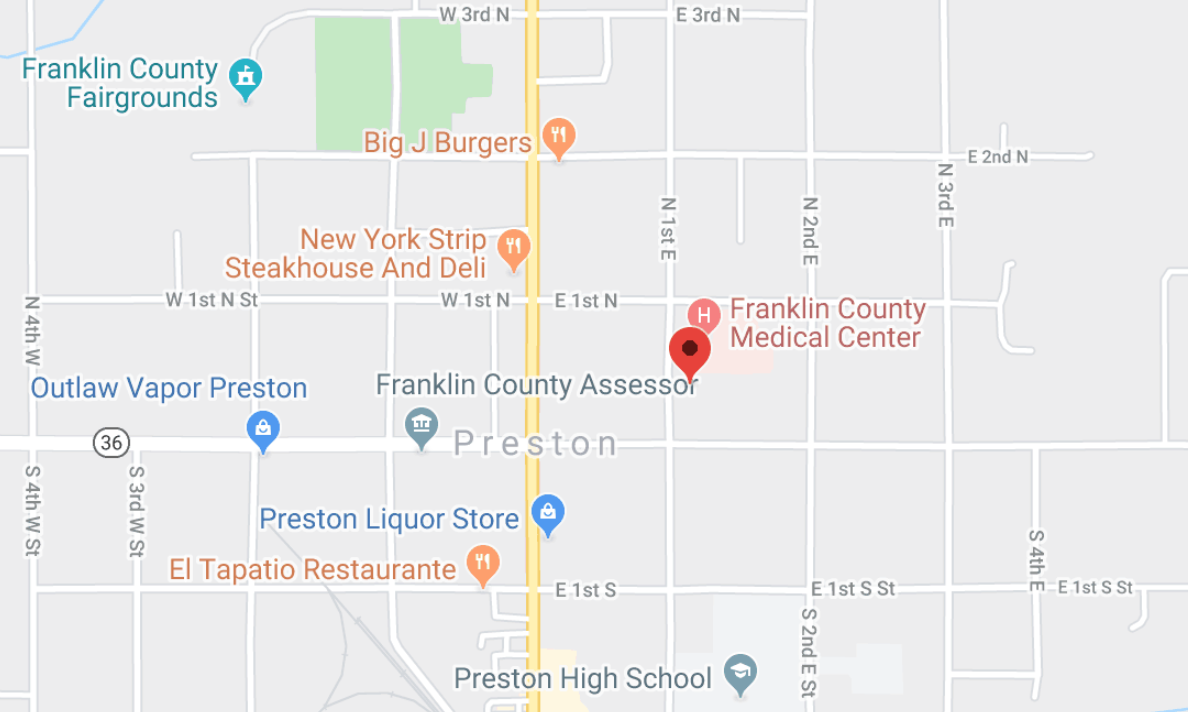 W 3rd N
E 3rd N
Franklin County
Fairgrounds
Big J Burgers
E 2nd N
N 3rd E
N 1st E
N 2nd E
New York Strip
Steakhouse And Deli
W 1st N St
W 1st N
E 1st N
N 4th W
H
Franklin County
Medical Center
Outlaw Vapor Preston
Franklin County Assessor
36
Preston
S 4th W St
S 3rd W St
Preston Liquor Store
S 4th E
El Tapatio Restaurante
E 1st S
E 1st S St
E 1st S St
S 2nd E St
Preston High School